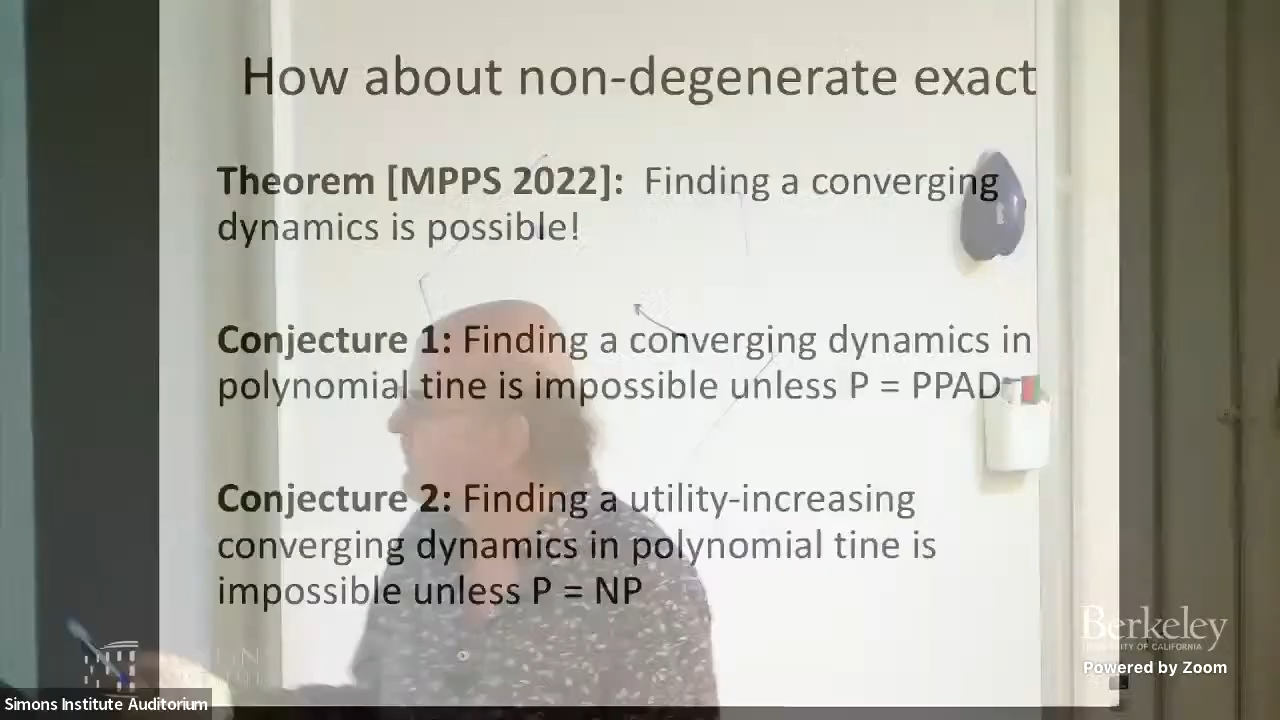 How about non-degenerate exact
Theorem [MPPS 2022]: Finding a converging
dynamics is possible!
Conjecture 1: Finding a converging dynamics in
polynomial tine is impossible unless P = PPAD
Conjecture 2: Finding a utility-increasing
converging dynamics in polynomial tine is
impossible unless P = NP
Berkeley
UNIVERSITY OF CALIFORNIA
Powered by Zoom
Simons Institute Auditorium